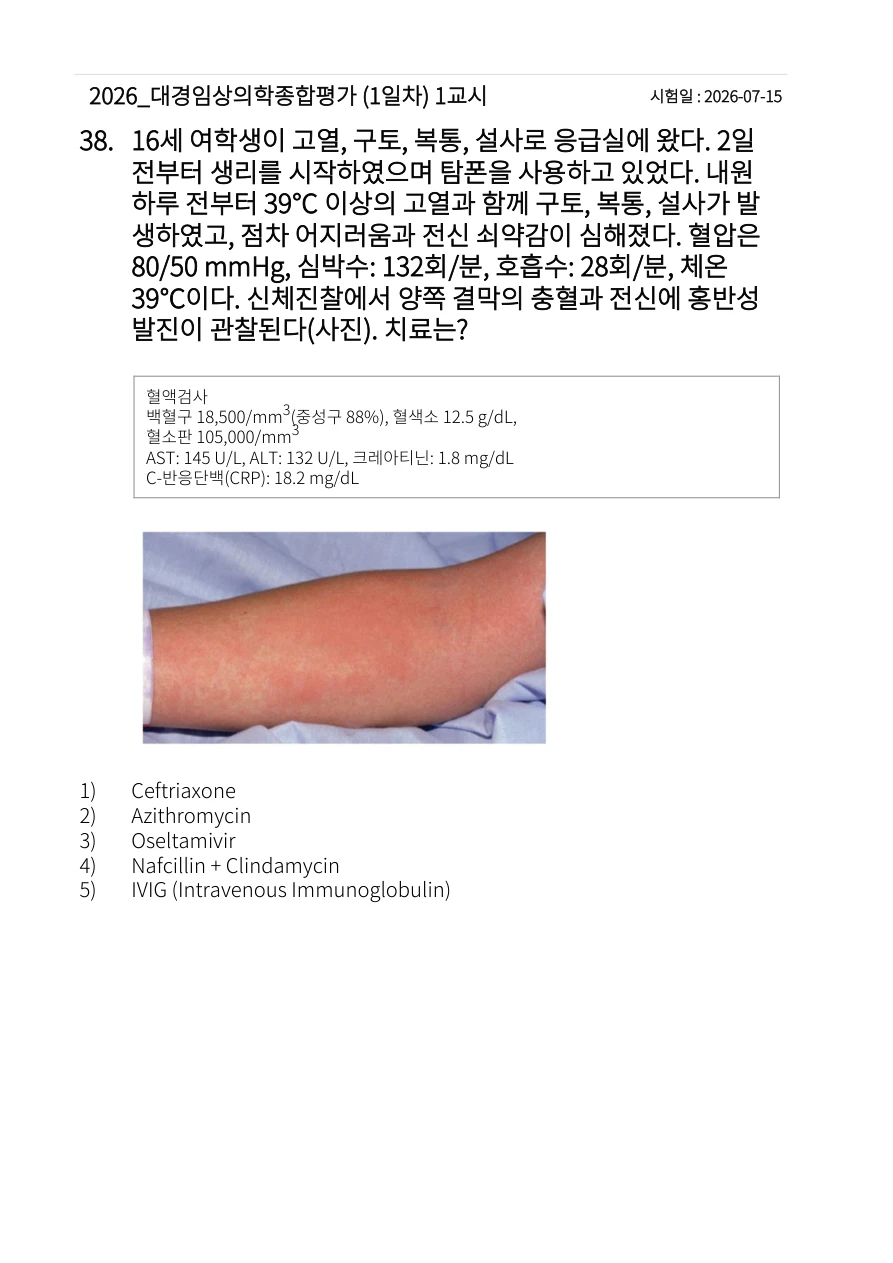 2026_대경임상의학종합평가 (1일차) 1교시
시험일 : 2026-07-15
38. 16세 여학생이 고열, 구토, 복통, 설사로 응급실에 왔다. 2일
전부터 생리를 시작하였으며 탐폰을 사용하고 있었다. 내원
하루 전부터 39℃ 이상의 고열과 함께 구토, 복통, 설사가 발
생하였고, 점차 어지러움과 전신 쇠약감이 심해졌다. 혈압은
80/50 mmHg, 심박수: 132회/분, 호흡수: 28회/분, 체온
39℃이다. 신체진찰에서 양쪽 결막의 충혈과 전신에 홍반성
발진이 관찰된다(사진). 치료는?
혈액검사
백혈구 18,500/mm³(중성구 88%), 혈색소 12.5 g/dL,
혈소판 105,000/mm³
AST: 145 U/L, ALT: 132 U/L, 크레아티닌: 1.8 mg/dL
C-반응단백(CRP): 18.2 mg/dL
1) Ceftriaxone
2) Azithromycin
3) Oseltamivir
4) Nafcillin + Clindamycin
5) IVIG (Intravenous Immunoglobulin)